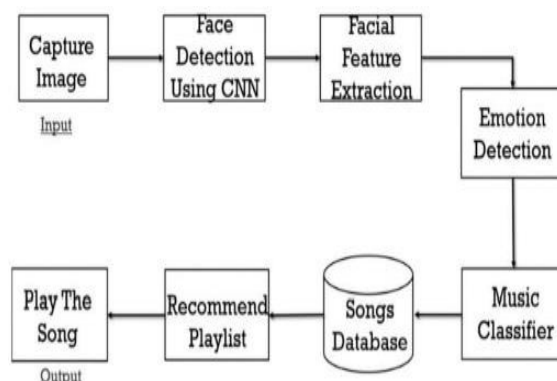 Capture
Image
Face
Detection
Using CNN
Facial
Feature
Extraction
Input
Emotion
Detection
Music
Classifier
Songs
Database
Recommend
Playlist
Play The
Song
Output